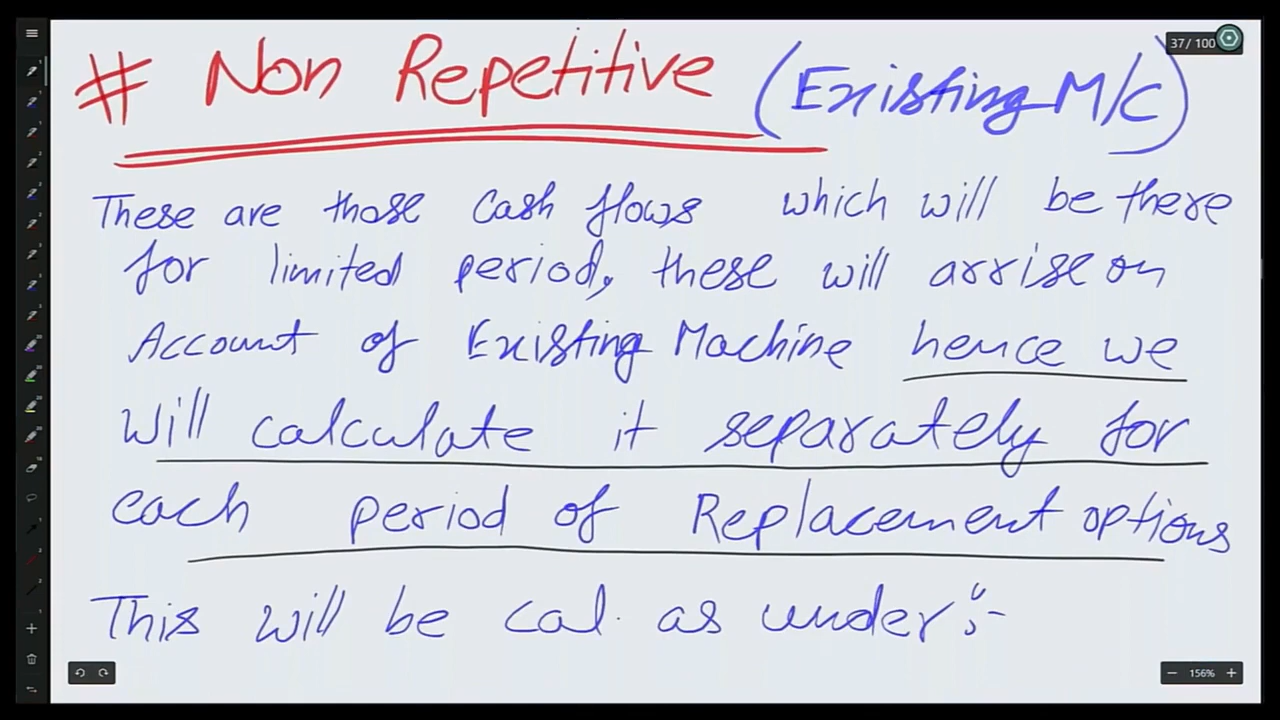 37 / 100
# Non Repetitive (Existing M/C)
These are those Cash flows which will be there
for limited period, these will arrise on
Account of Existing Machine hence we
will calculate it separately for
each period of Replacement options
This will be cal. as under :-
156%